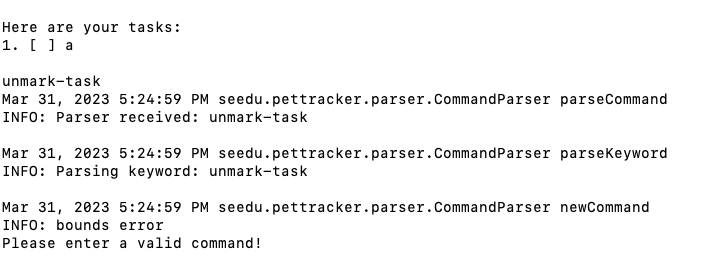 Here are your tasks:
1. [ ] a
unmark-task
Mar 31, 2023 5:24:59 PM seedu.pettracker.parser.CommandParser parseCommand
INFO: Parser received: unmark-task
Mar 31, 2023 5:24:59 PM seedu.pettracker.parser.CommandParser parseKeyword
INFO: Parsing keyword: unmark-task
Mar 31, 2023 5:24:59 PM seedu.pettracker.parser.CommandParser newCommand
INFO: bounds error
Please enter a valid command!